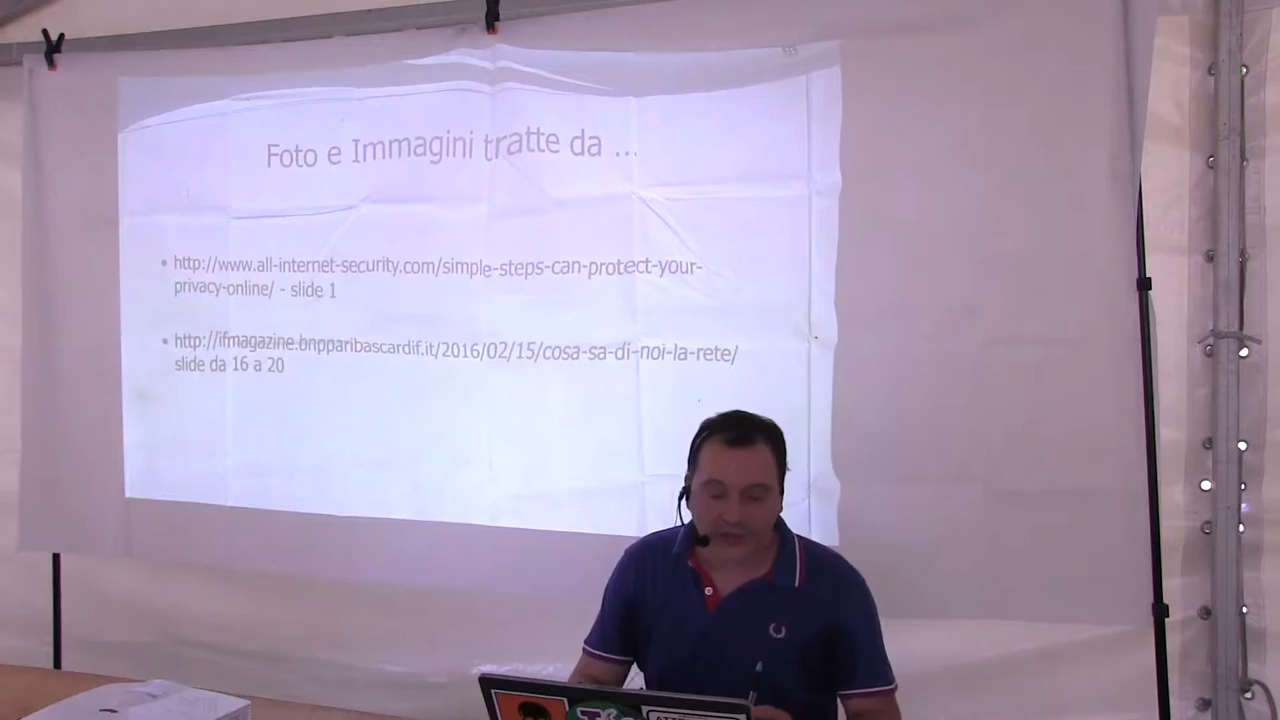 Foto e Immagini tratte da ...
• http://www.all-internet-security.com/simple-steps-can-protect-your-
privacy-online/ - slide 1
• http://ifmagazine.bnpparibascardif.it/2016/02/15/cosa-sa-di-noi-la-rete/
slide da 16 a 20